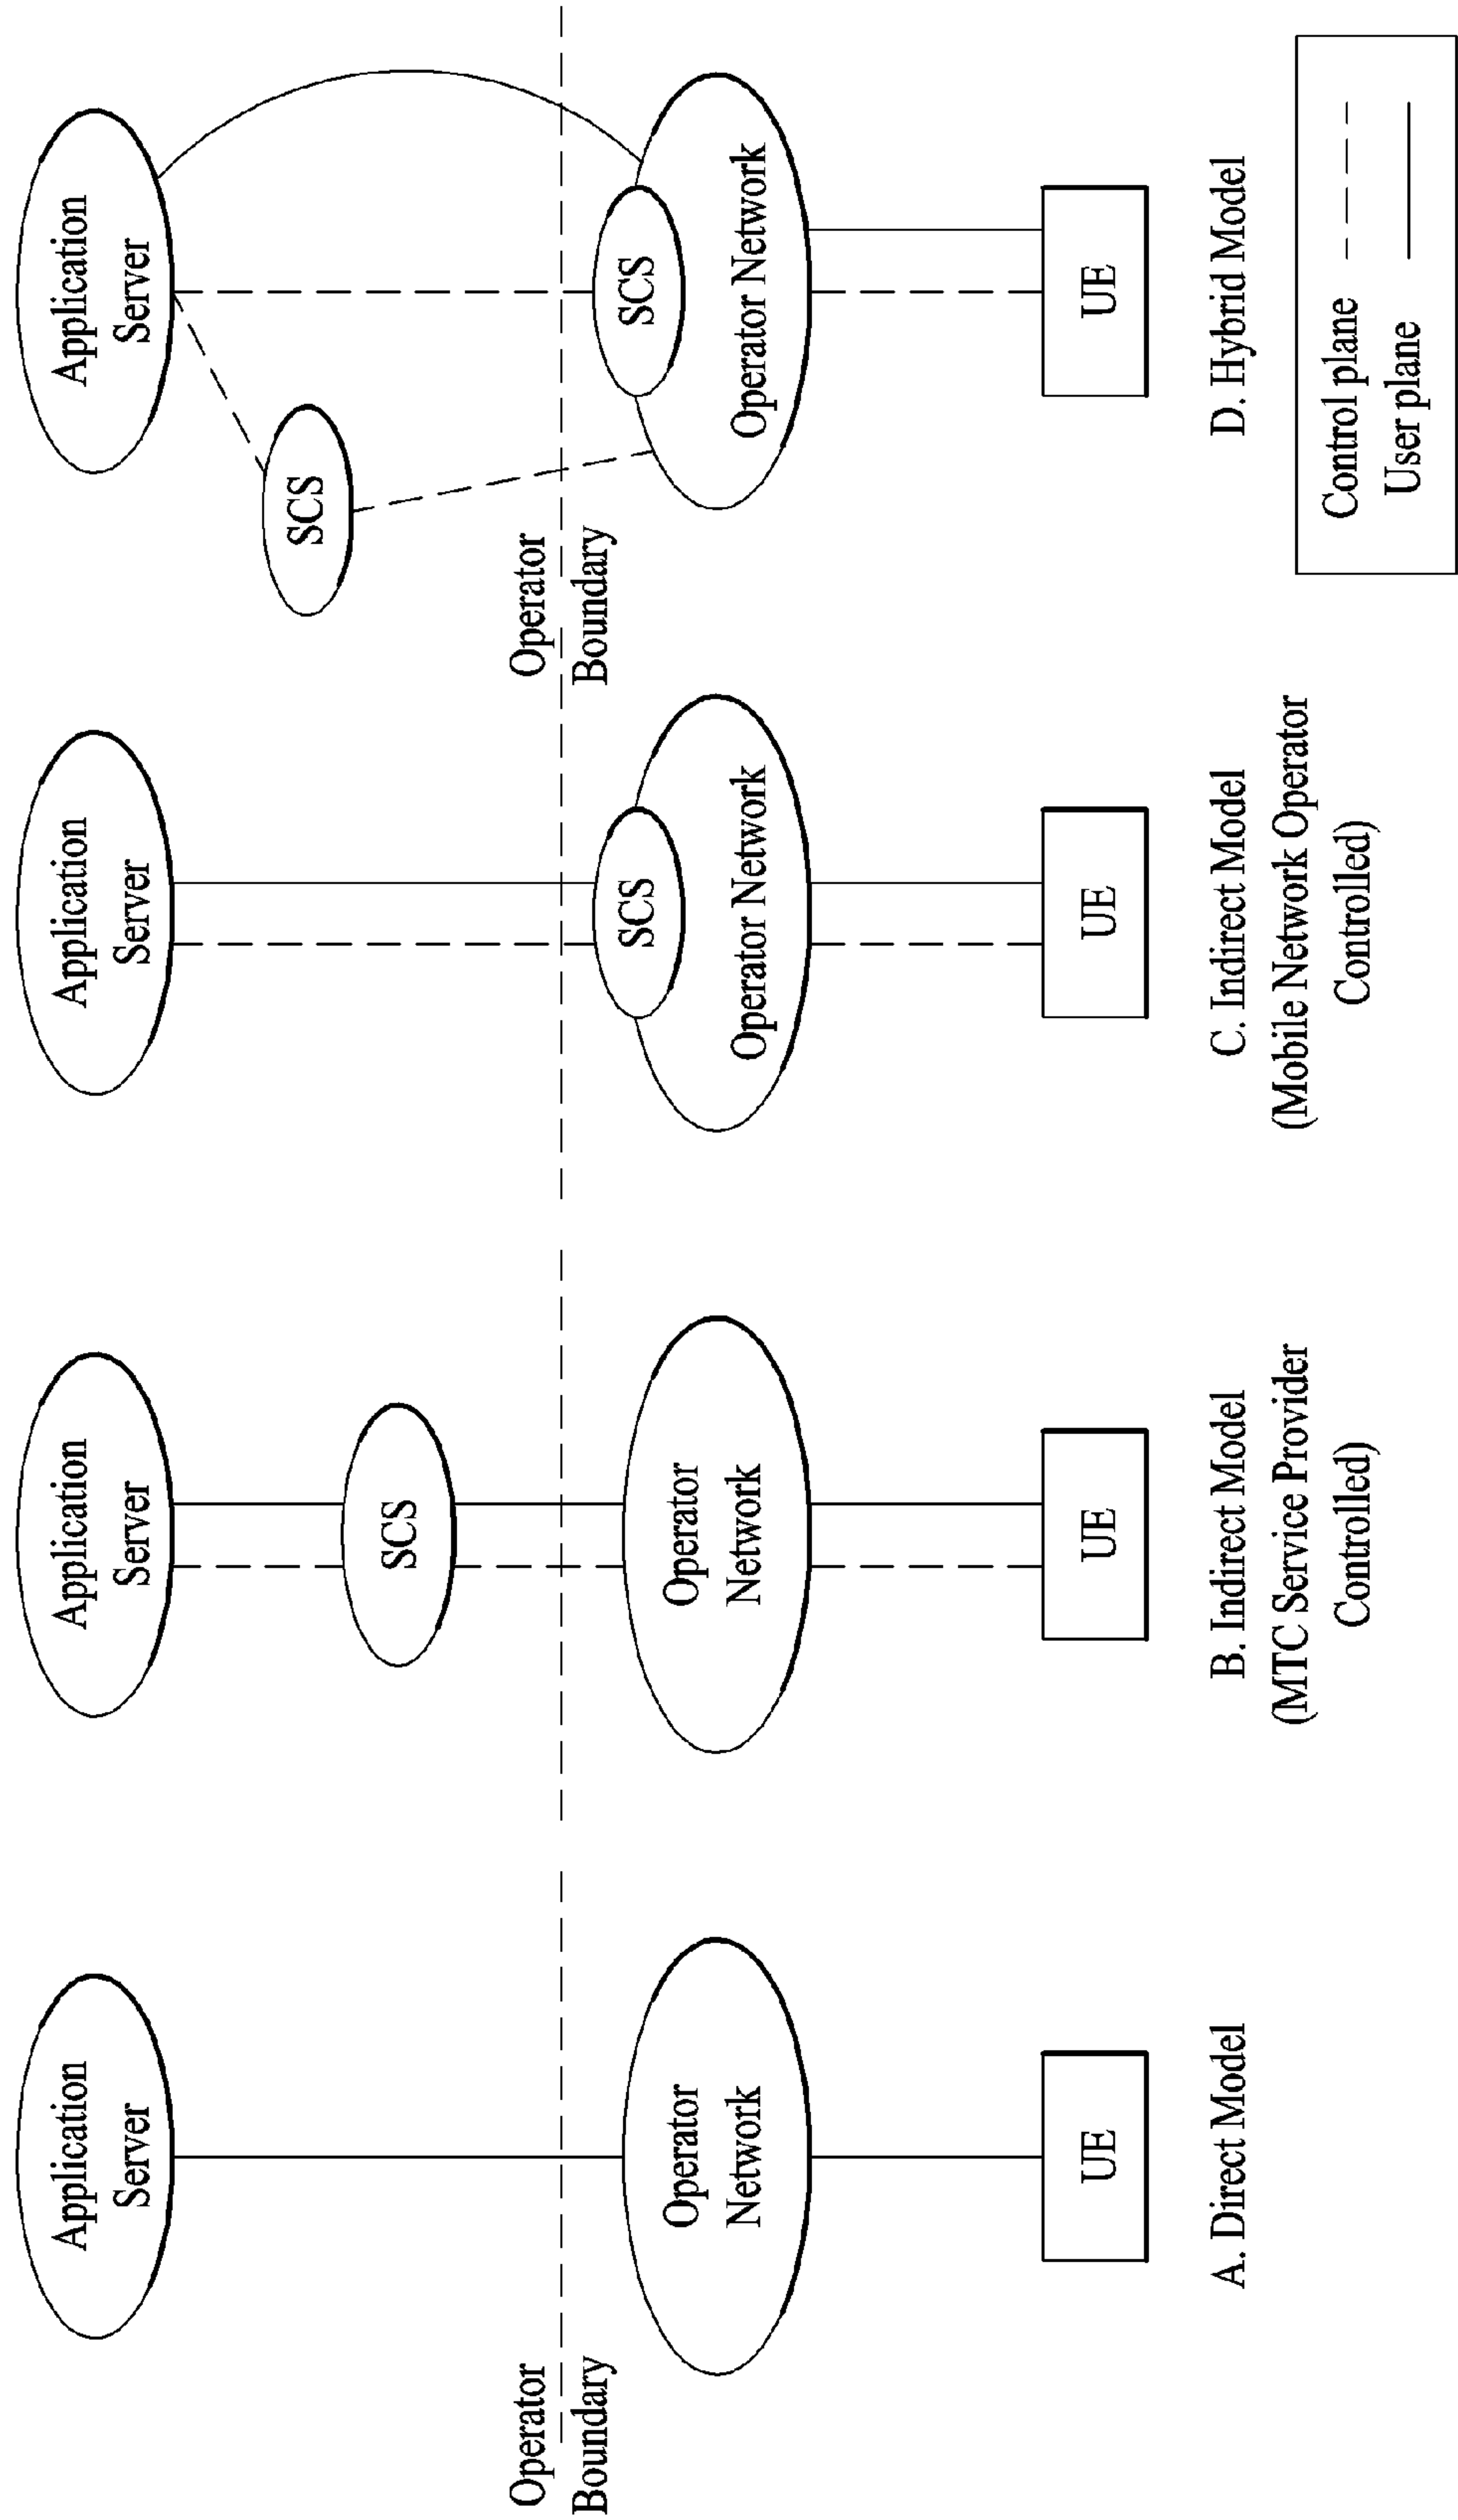 Application
Server
Operator
Boundary
Operator
Network
UE
A. Direct Model
Application
Server
SCS
Operator
Network
UE
B. Indirect Model
(MTC Service Provider
Controlled)
Application
Server
SCS
Operator Network
UE
C. Indirect Model
(Mobile Network Operator
Controlled)
Application
Server
SCS
Operator
Boundary
SCS
Operator Network
UE
D. Hybrid Model
Control plane
User plane